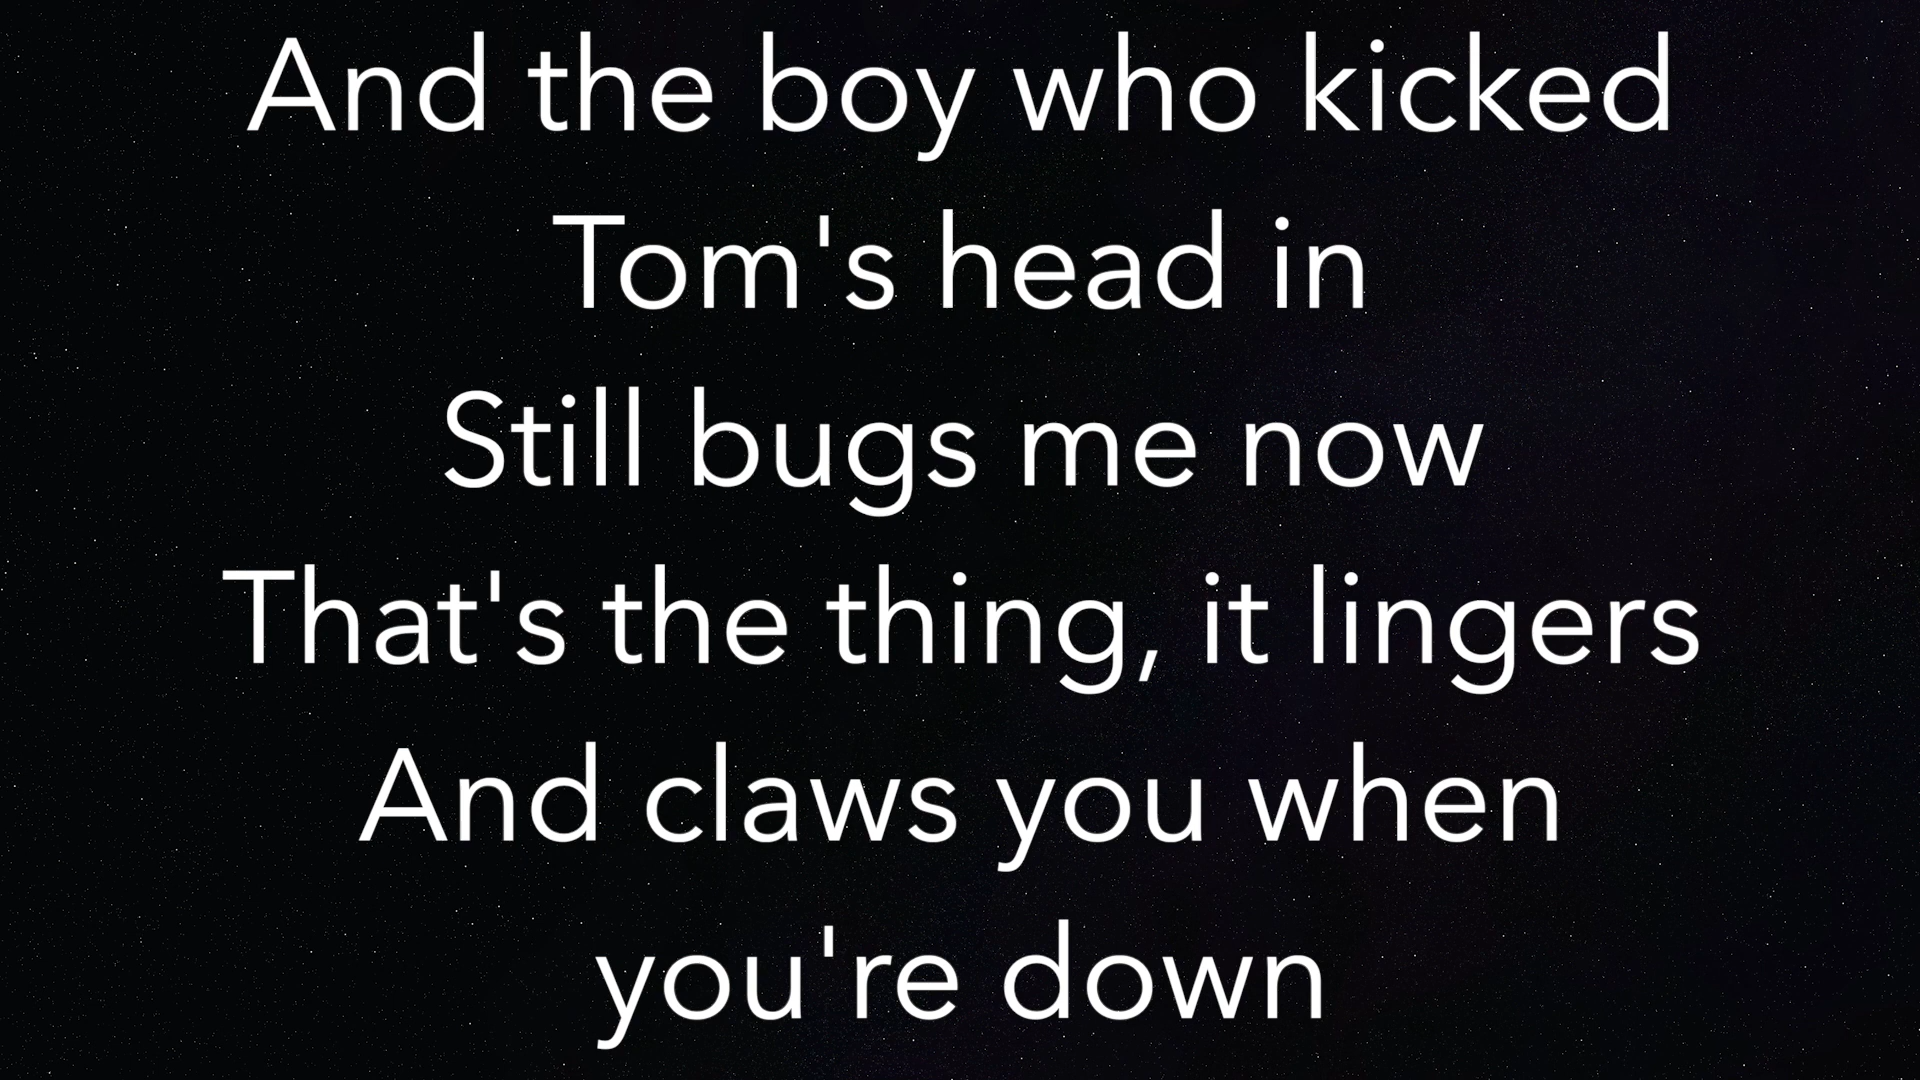 And the boy who kicked
Tom's head in
Still bugs me now
That's the thing, it lingers
And claws you when
you're down